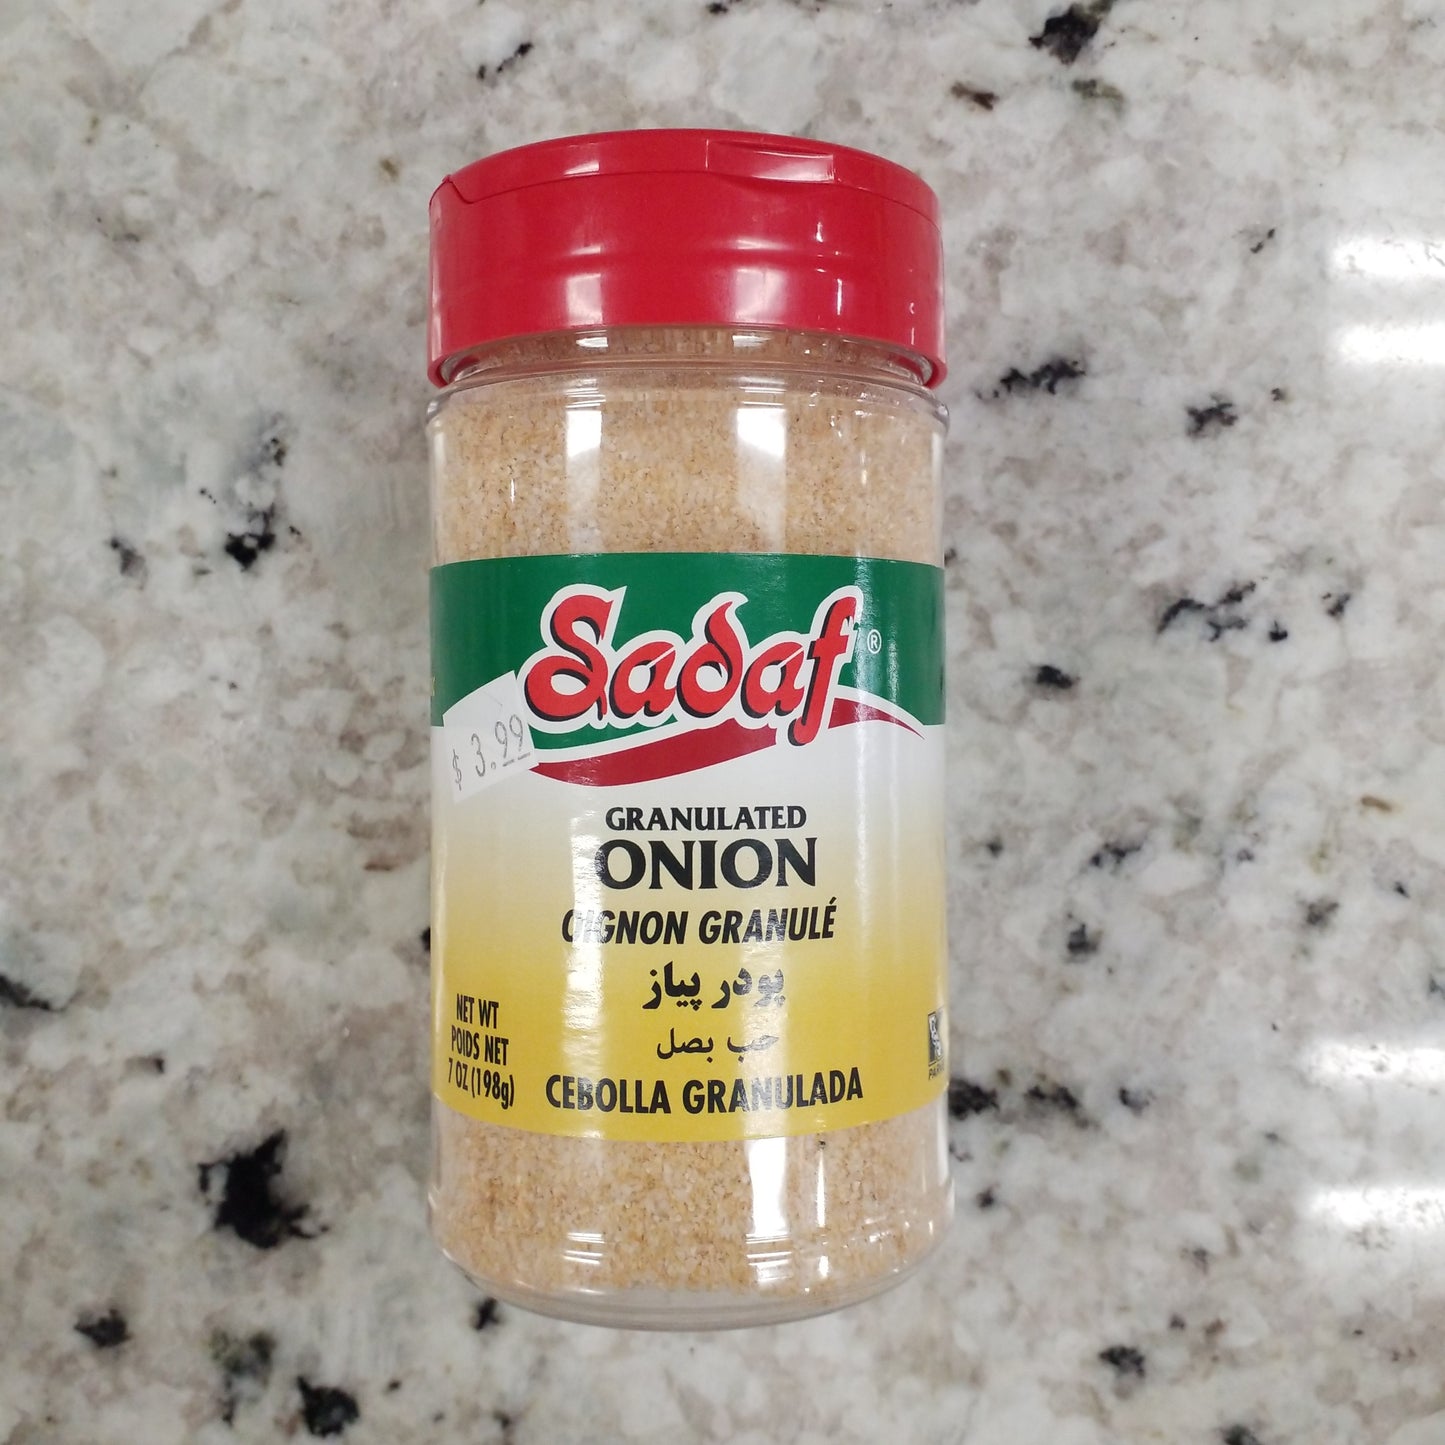 Sadaf®
$ 3.99
GRANULATED
ONION
OIGNON GRANULÉ
پودر پیاز
حب بصل
CEBOLLA GRANULADA
NET WT
POIDS NET
7 OZ (198g)